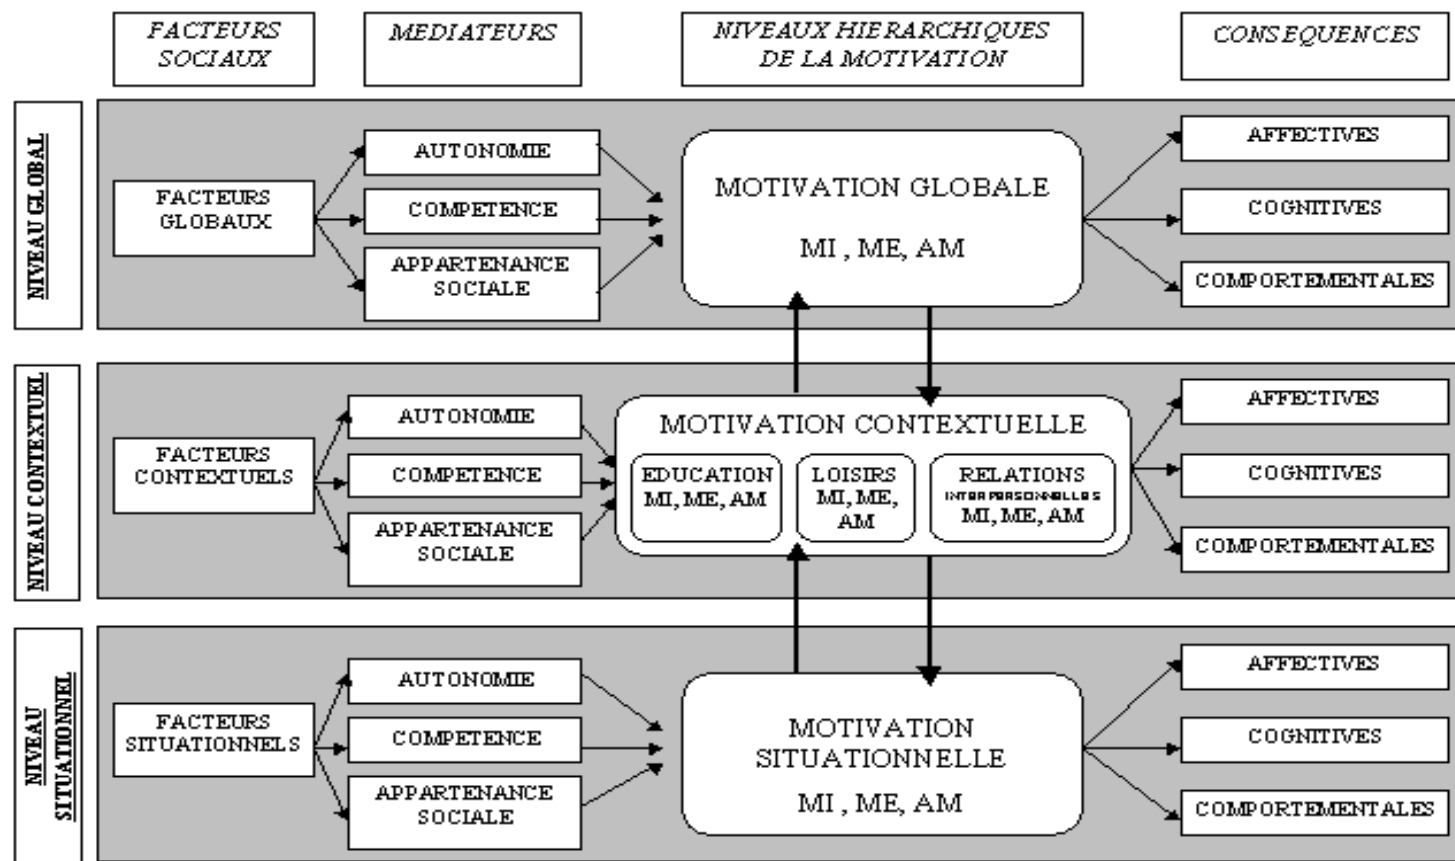 FACTEURS
SOCIAUX
MEDIATEURS
NIVEAUX HIERARCHIQUES
DE LA MOTIVATION
CONSEQUENCES
NIVEAU GLOBAL
FACTEURS
GLOBAUX
AUTONOMIE
COMPETENCE
APPARTENANCE
SOCIALE
MOTIVATION GLOBALE
MI , ME, AM
AFFECTIVES
COGNITIVES
COMPORTEMENTALES
NIVEAU CONTEXTUEL
FACTEURS
CONTEXTUELS
AUTONOMIE
COMPETENCE
APPARTENANCE
SOCIALE
MOTIVATION CONTEXTUELLE
EDUCATION
MI, ME, AM
LOISIRS
MI, ME,
AM
RELATIONS
INTERPERSONNELLES
MI, ME, AM
AFFECTIVES
COGNITIVES
COMPORTEMENTALES
NIVEAU
SITUATIONNEL
FACTEURS
SITUATIONNELS
AUTONOMIE
COMPETENCE
APPARTENANCE
SOCIALE
MOTIVATION
SITUATIONNELLE
MI , ME, AM
AFFECTIVES
COGNITIVES
COMPORTEMENTALES